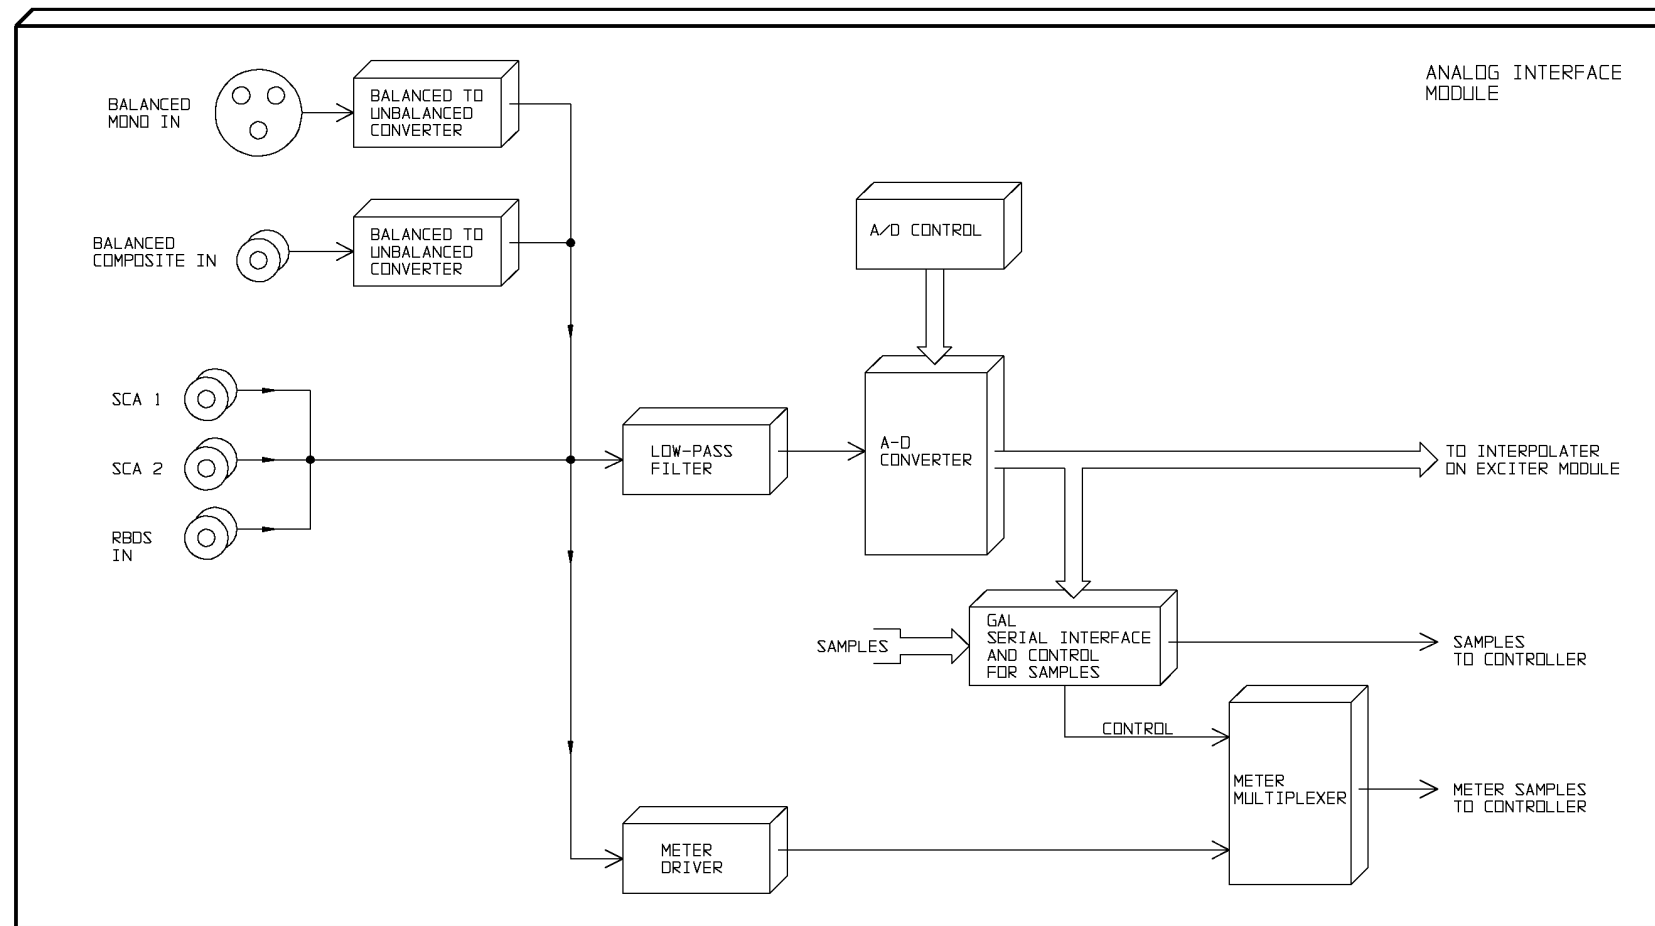 ANALOG INTERFACE
MODULE
BALANCED
MONO IN
BALANCED TO
UNBALANCED
CONVERTER
BALANCED
COMPOSITE IN
BALANCED TO
UNBALANCED
CONVERTER
A/D CONTROL
SCA 1
SCA 2
RBDS
IN
LOW-PASS
FILTER
A-D
CONVERTER
TO INTERPOLATER
ON EXCITER MODULE
SAMPLES
GAL
SERIAL INTERFACE
AND CONTROL
FOR SAMPLES
SAMPLES
TO CONTROLLER
CONTROL
METER
MULTIPLEXER
METER SAMPLES
TO CONTROLLER
METER
DRIVER